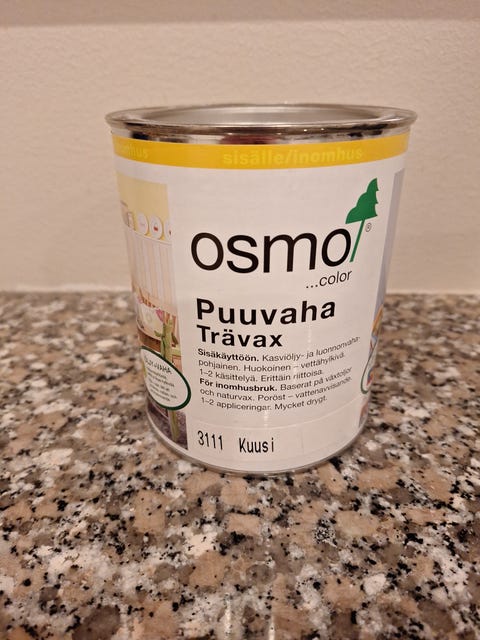 sisälle/inomhus
osmo®
...color
Puuvaha
Trävax
Sisäkäyttöön. Kasviöljy- ja luonnonvaha-
pohjainen. Huokoinen – vettähylkivä.
1–2 käsittelyä. Erittäin riittoisa.
För inomhusbruk. Baserat på växtoljor
och naturvax. Poröst – vattenavvisande.
1–2 appliceringar. Mycket drygt.
3111 Kuusi